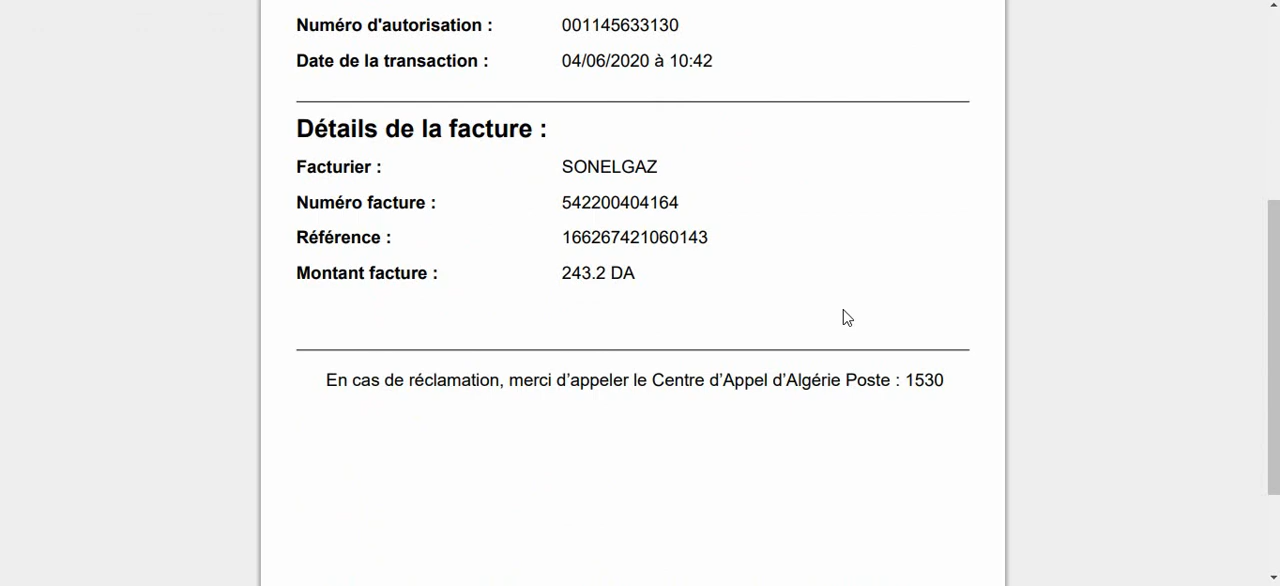 Numéro d'autorisation : 001145633130
Date de la transaction : 04/06/2020 à 10:42
Détails de la facture :
Facturier : SONELGAZ
Numéro facture : 542200404164
Référence : 166267421060143
Montant facture : 243.2 DA
En cas de réclamation, merci d’appeler le Centre d’Appel d’Algérie Poste : 1530